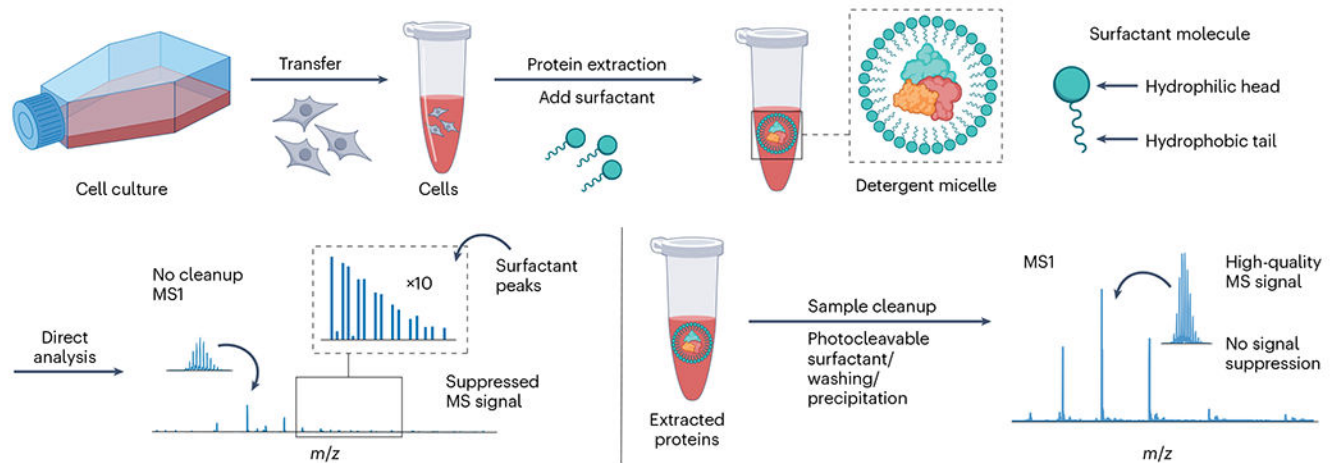 Cell culture
Transfer
Cells
Protein extraction
Add surfactant
Detergent micelle
Surfactant molecule
Hydrophilic head
Hydrophobic tail
Direct
analysis
No cleanup
MS1
×10
Surfactant
peaks
Suppressed
MS signal
m/z
Extracted
proteins
Sample cleanup
Photocleavable
surfactant/
washing/
precipitation
MS1
High-quality
MS signal
No signal
suppression
m/z